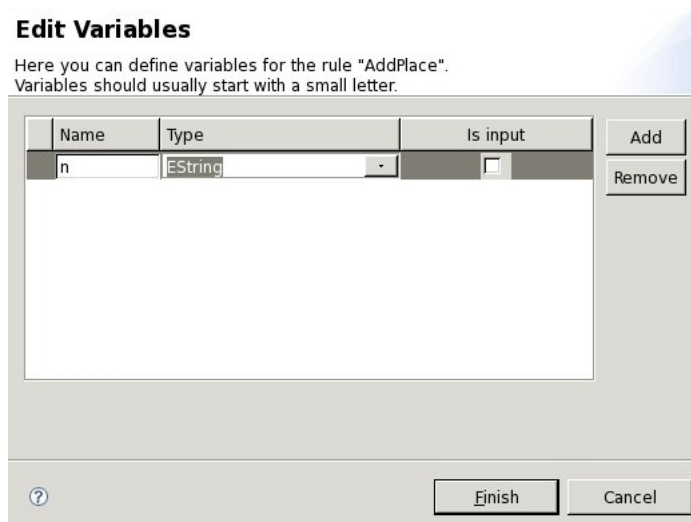 Edit Variables
Here you can define variables for the rule "AddPlace".
Variables should usually start with a small letter.
Name Type Is input Add
n EString Remove
Finish Cancel